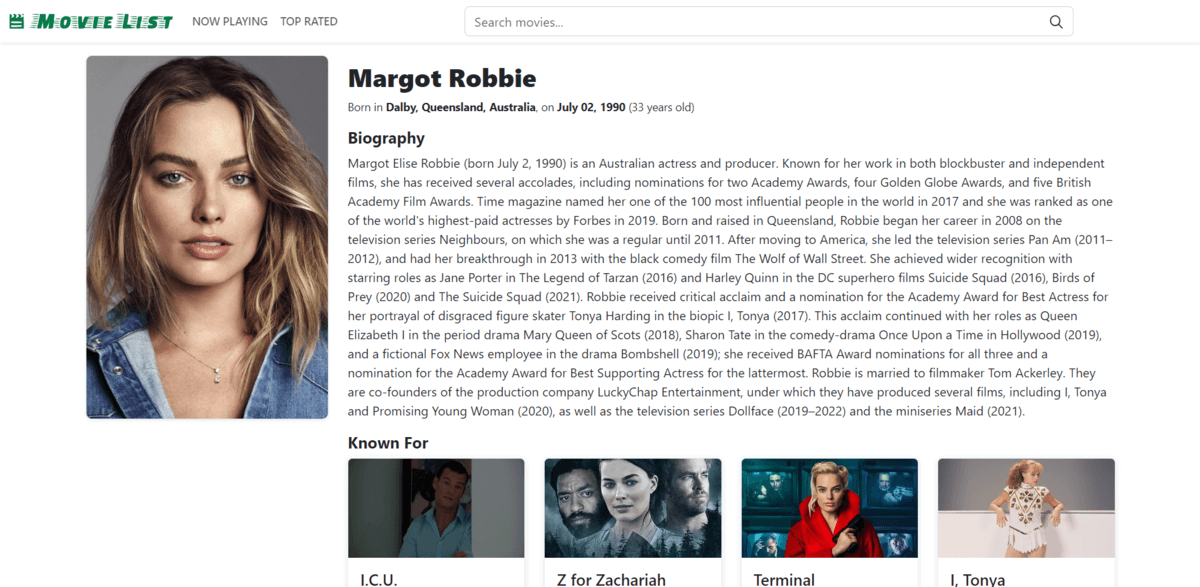 MOVIE LIST NOW PLAYING TOP RATED Search movies...
Margot Robbie
Born in Dalby, Queensland, Australia, on July 02, 1990 (33 years old)
Biography
Margot Elise Robbie (born July 2, 1990) is an Australian actress and producer. Known for her work in both blockbuster and independent
films, she has received several accolades, including nominations for two Academy Awards, four Golden Globe Awards, and five British
Academy Film Awards. Time magazine named her one of the 100 most influential people in the world in 2017 and she was ranked as one
of the world's highest-paid actresses by Forbes in 2019. Born and raised in Queensland, Robbie began her career in 2008 on the
television series Neighbours, on which she was a regular until 2011. After moving to America, she led the television series Pan Am (2011–
2012), and had her breakthrough in 2013 with the black comedy film The Wolf of Wall Street. She achieved wider recognition with
starring roles as Jane Porter in The Legend of Tarzan (2016) and Harley Quinn in the DC superhero films Suicide Squad (2016), Birds of
Prey (2020) and The Suicide Squad (2021). Robbie received critical acclaim and a nomination for the Academy Award for Best Actress for
her portrayal of disgraced figure skater Tonya Harding in the biopic I, Tonya (2017). This acclaim continued with her roles as Queen
Elizabeth I in the period drama Mary Queen of Scots (2018), Sharon Tate in the comedy-drama Once Upon a Time in Hollywood (2019),
and a fictional Fox News employee in the drama Bombshell (2019); she received BAFTA Award nominations for all three and a
nomination for the Academy Award for Best Supporting Actress for the lattermost. Robbie is married to filmmaker Tom Ackerley. They
are co-founders of the production company LuckyChap Entertainment, under which they have produced several films, including I, Tonya
and Promising Young Woman (2020), as well as the television series Dollface (2019–2022) and the miniseries Maid (2021).
Known For
I.C.U. Z for Zachariah Terminal I, Tonya